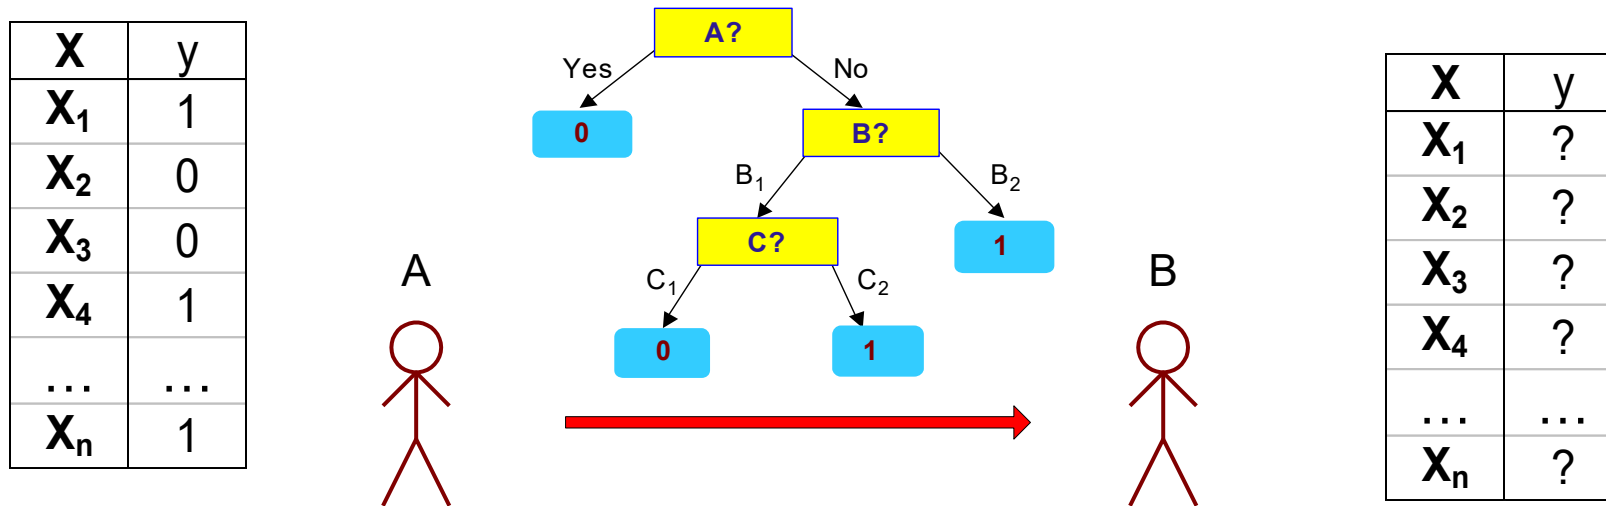 X y
X1 1
X2 0
X3 0
X4 1
... ...
Xn 1
A?
Yes No
0
B?
B1 B2
C?
1
C1 C2
0 1
A
B
X y
X1 ?
X2 ?
X3 ?
X4 ?
... ...
Xn ?